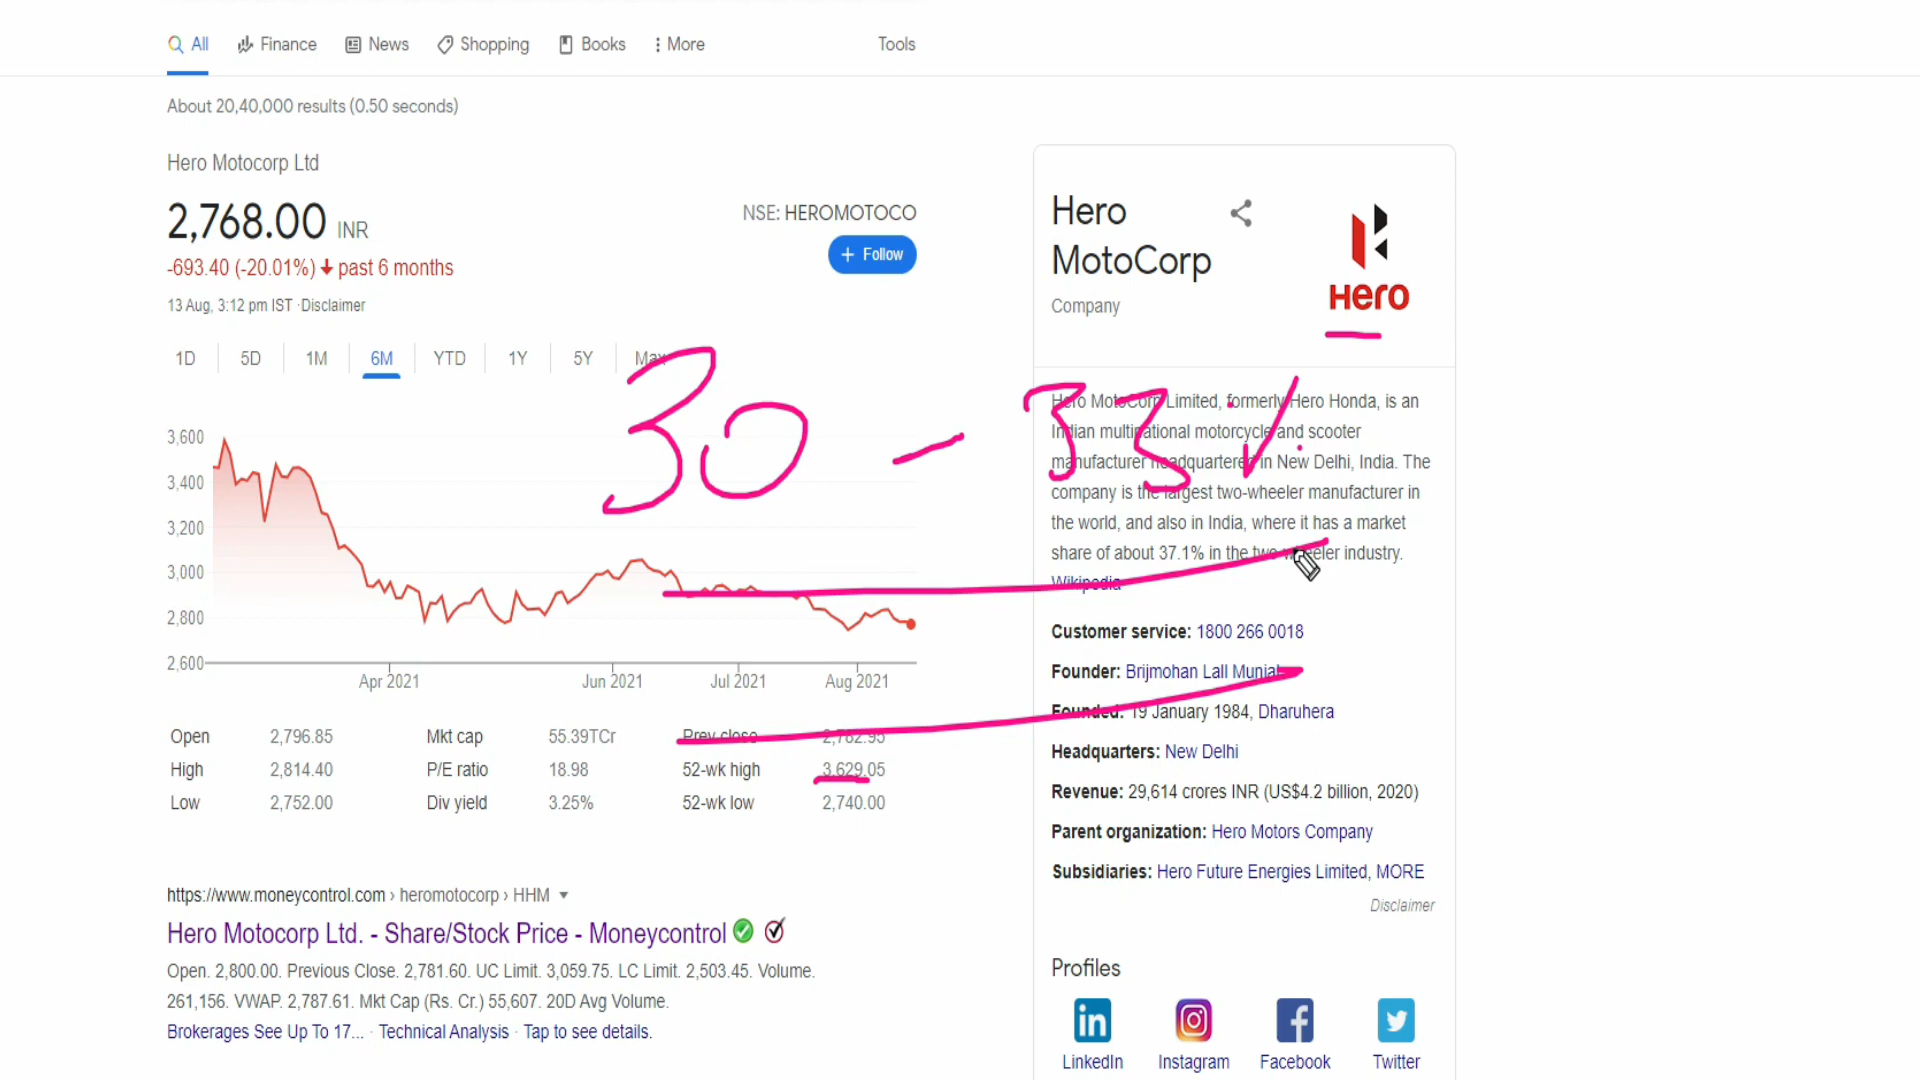 All Finance News Shopping Books More Tools
About 20,40,000 results (0.50 seconds)
Hero Motocorp Ltd
2,768.00 INR
-693.40 (-20.01%) past 6 months
13 Aug, 3:12 pm IST · Disclaimer
NSE: HEROMOTOCO
+ Follow
1D 5D 1M 6M YTD 1Y 5Y Max
3,600
3,400
3,200
3,000
2,800
2,600
Apr 2021 Jun 2021 Jul 2021 Aug 2021
30 - 33%
Open 2,796.85 Mkt cap 55.39TCr Prev close 2,782.95
High 2,814.40 P/E ratio 18.98 52-wk high 3,629.05
Low 2,752.00 Div yield 3.25% 52-wk low 2,740.00
https://www.moneycontrol.com › heromotocorp › HHM
Hero Motocorp Ltd. - Share/Stock Price - Moneycontrol
Open. 2,800.00. Previous Close. 2,781.60. UC Limit. 3,059.75. LC Limit. 2,503.45. Volume.
261,156. VWAP. 2,787.61. Mkt Cap (Rs. Cr.) 55,607. 20D Avg Volume.
Brokerages See Up To 17... · Technical Analysis · Tap to see details.
Hero
MotoCorp
Company
Hero
Hero MotoCorp Limited, formerly Hero Honda, is an
Indian multinational motorcycle and scooter
manufacturer headquartered in New Delhi, India. The
company is the largest two-wheeler manufacturer in
the world, and also in India, where it has a market
share of about 37.1% in the two-wheeler industry.
Wikipedia
Customer service: 1800 266 0018
Founder: Brijmohan Lall Munjal
Founded: 19 January 1984, Dharuhera
Headquarters: New Delhi
Revenue: 29,614 crores INR (US$4.2 billion, 2020)
Parent organization: Hero Motors Company
Subsidiaries: Hero Future Energies Limited, MORE
Disclaimer
Profiles
LinkedIn Instagram Facebook Twitter